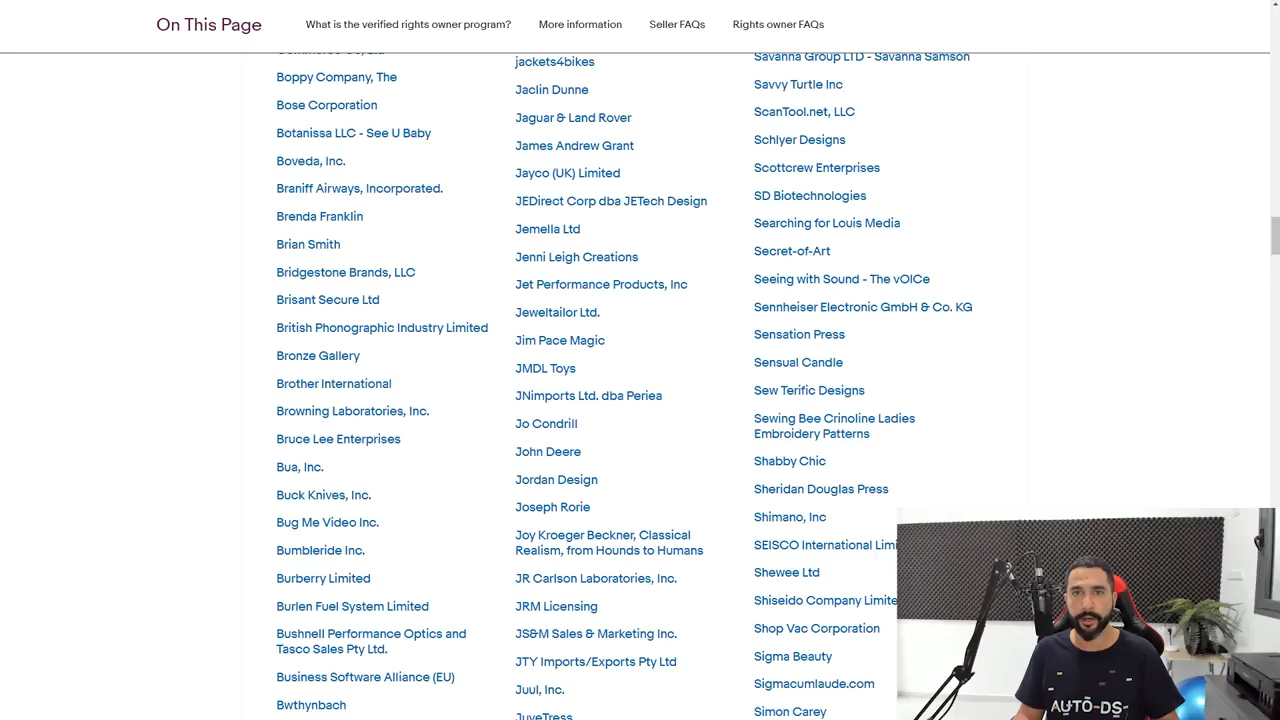 On This Page
What is the verified rights owner program?
More information
Seller FAQs
Rights owner FAQs
Boppy Company, The
Bose Corporation
Botanissa LLC - See U Baby
Boveda, Inc.
Braniff Airways, Incorporated.
Brenda Franklin
Brian Smith
Bridgestone Brands, LLC
Brisant Secure Ltd
British Phonographic Industry Limited
Bronze Gallery
Brother International
Browning Laboratories, Inc.
Bruce Lee Enterprises
Bua, Inc.
Buck Knives, Inc.
Bug Me Video Inc.
Bumbleride Inc.
Burberry Limited
Burlen Fuel System Limited
Bushnell Performance Optics and
Tasco Sales Pty Ltd.
Business Software Alliance (EU)
Bwthynbach
jackets4bikes
Jaclin Dunne
Jaguar & Land Rover
James Andrew Grant
Jayco (UK) Limited
JEDirect Corp dba JETech Design
Jemella Ltd
Jenni Leigh Creations
Jet Performance Products, Inc
Jeweltailor Ltd.
Jim Pace Magic
JMDL Toys
JNimports Ltd. dba Periea
Jo Condrill
John Deere
Jordan Design
Joseph Rorie
Joy Kroeger Beckner, Classical
Realism, from Hounds to Humans
JR Carlson Laboratories, Inc.
JRM Licensing
JS&M Sales & Marketing Inc.
JTY Imports/Exports Pty Ltd
Juul, Inc.
JuveTress
Savanna Group LTD - Savanna Samson
Savvy Turtle Inc
ScanTool.net, LLC
Schlyer Designs
Scottcrew Enterprises
SD Biotechnologies
Searching for Louis Media
Secret-of-Art
Seeing with Sound - The vOICe
Sennheiser Electronic GmbH & Co. KG
Sensation Press
Sensual Candle
Sew Terific Designs
Sewing Bee Crinoline Ladies
Embroidery Patterns
Shabby Chic
Sheridan Douglas Press
Shimano, Inc
SEISCO International Limi
Shewee Ltd
Shiseido Company Limite
Shop Vac Corporation
Sigma Beauty
Sigmacumlaude.com
Simon Carey
AUTO-DS-